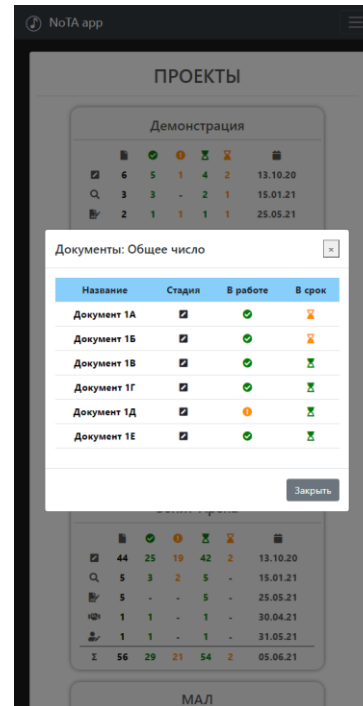 NoTA app
ПРОЕКТЫ
Демонстрация
6 5 1 4 2 13.10.20
3 3 - 2 1 15.01.21
2 1 1 1 1 25.05.21
Документы: Общее число ×
Название Стадия В работе В срок
Документ 1А
Документ 1Б
Документ 1В
Документ 1Г
Документ 1Д
Документ 1Е
Закрыть
44 25 19 42 2 13.10.20
5 3 2 5 - 15.01.21
5 - - 5 - 25.05.21
1 1 - 1 - 30.04.21
1 1 - 1 - 31.05.21
Σ 56 29 21 54 2 05.06.21
МАЛ